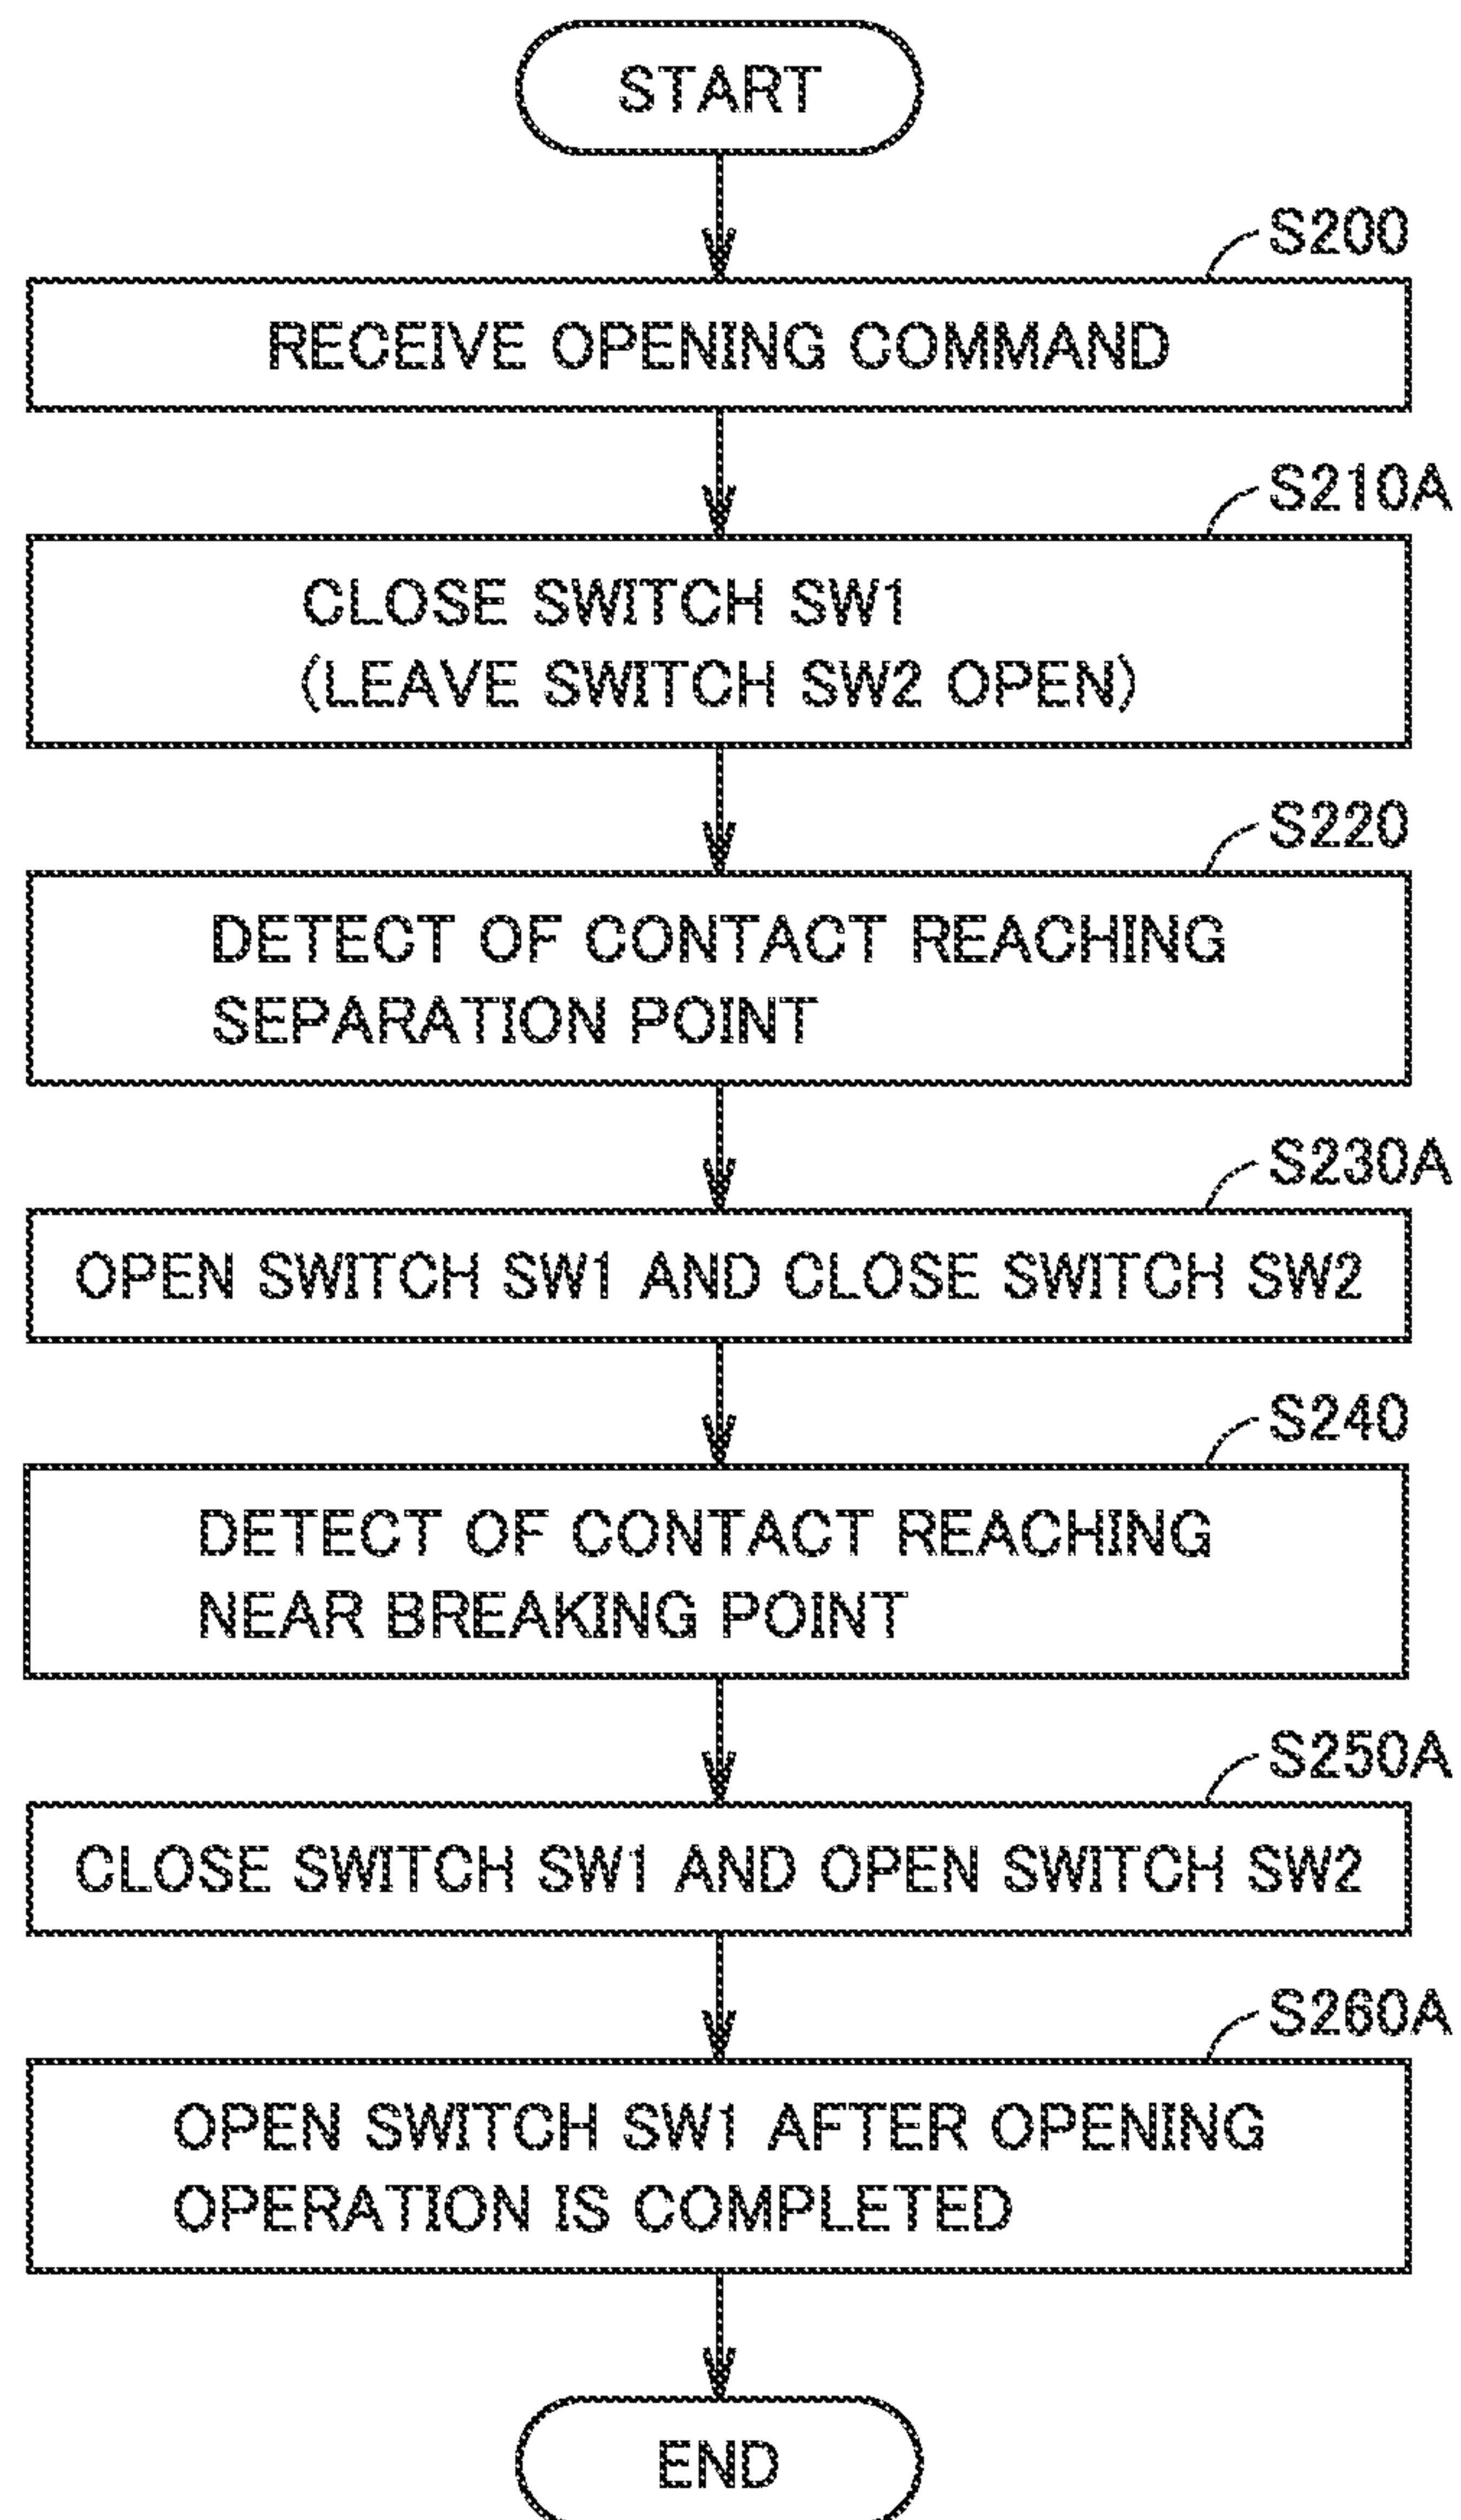 START
S200
RECEIVE OPENING COMMAND
S210A
CLOSE SWITCH SW1
(LEAVE SWITCH SW2 OPEN)
S220
DETECT OF CONTACT REACHING
SEPARATION POINT
S230A
OPEN SWITCH SW1 AND CLOSE SWITCH SW2
S240
DETECT OF CONTACT REACHING
NEAR BREAKING POINT
S250A
CLOSE SWITCH SW1 AND OPEN SWITCH SW2
S260A
OPEN SWITCH SW1 AFTER OPENING
OPERATION IS COMPLETED
END